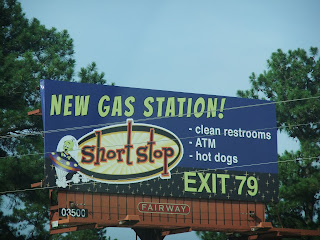 NEW GAS STATION!
short stop
- clean restrooms
- ATM
- hot dogs
EXIT 79
03500
FAIRWAY